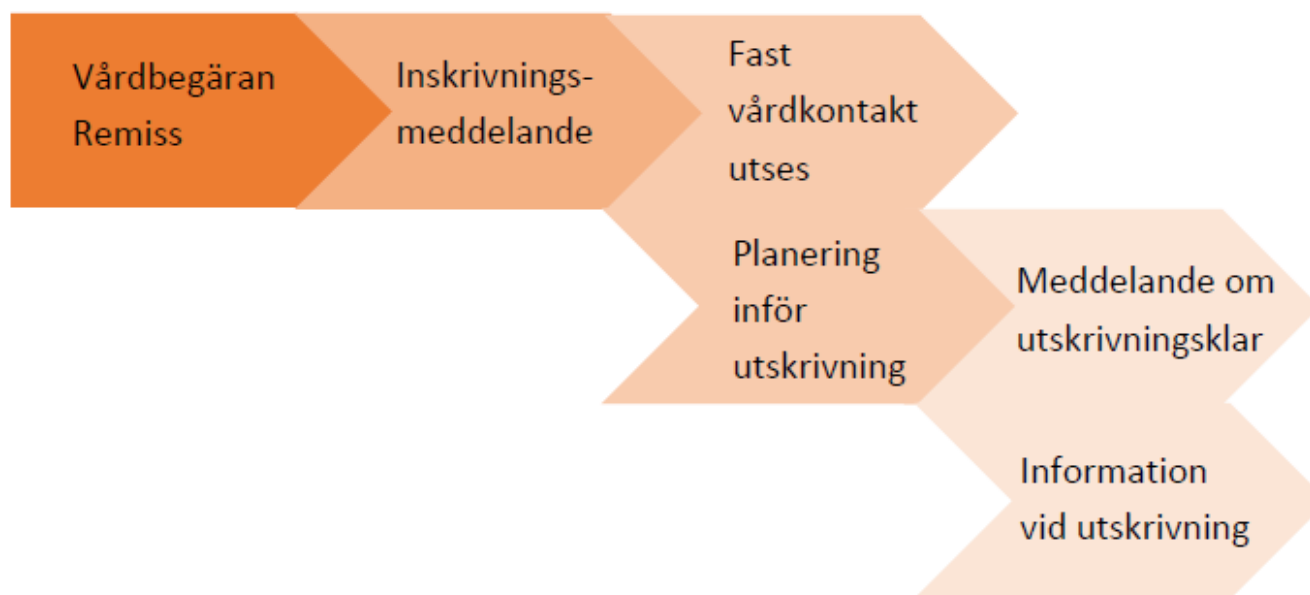 Vårdbegäran
Remiss
Inskrivnings-
meddelande
Fast
vårdkontakt
utses
Planering
inför
utskrivning
Meddelande om
utskrivningsklar
Information
vid utskrivning